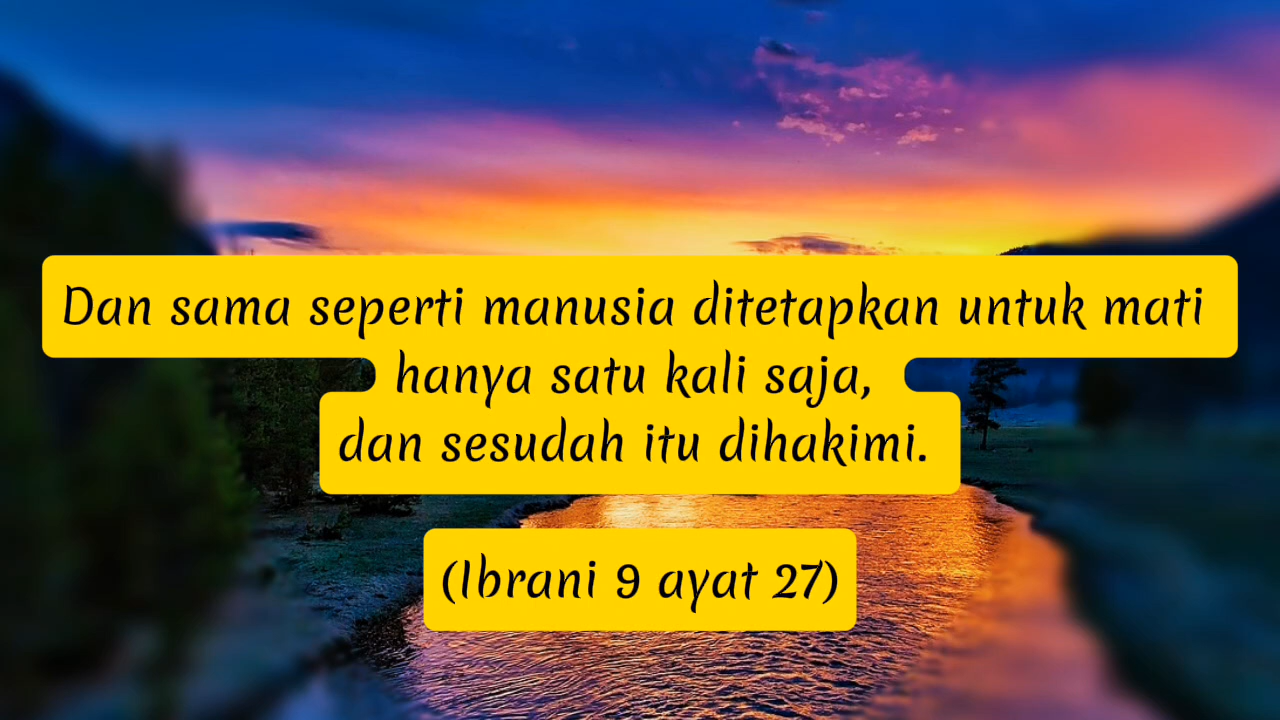 Dan sama seperti manusia ditetapkan untuk mati
hanya satu kali saja,
dan sesudah itu dihakimi.
(Ibrani 9 ayat 27)